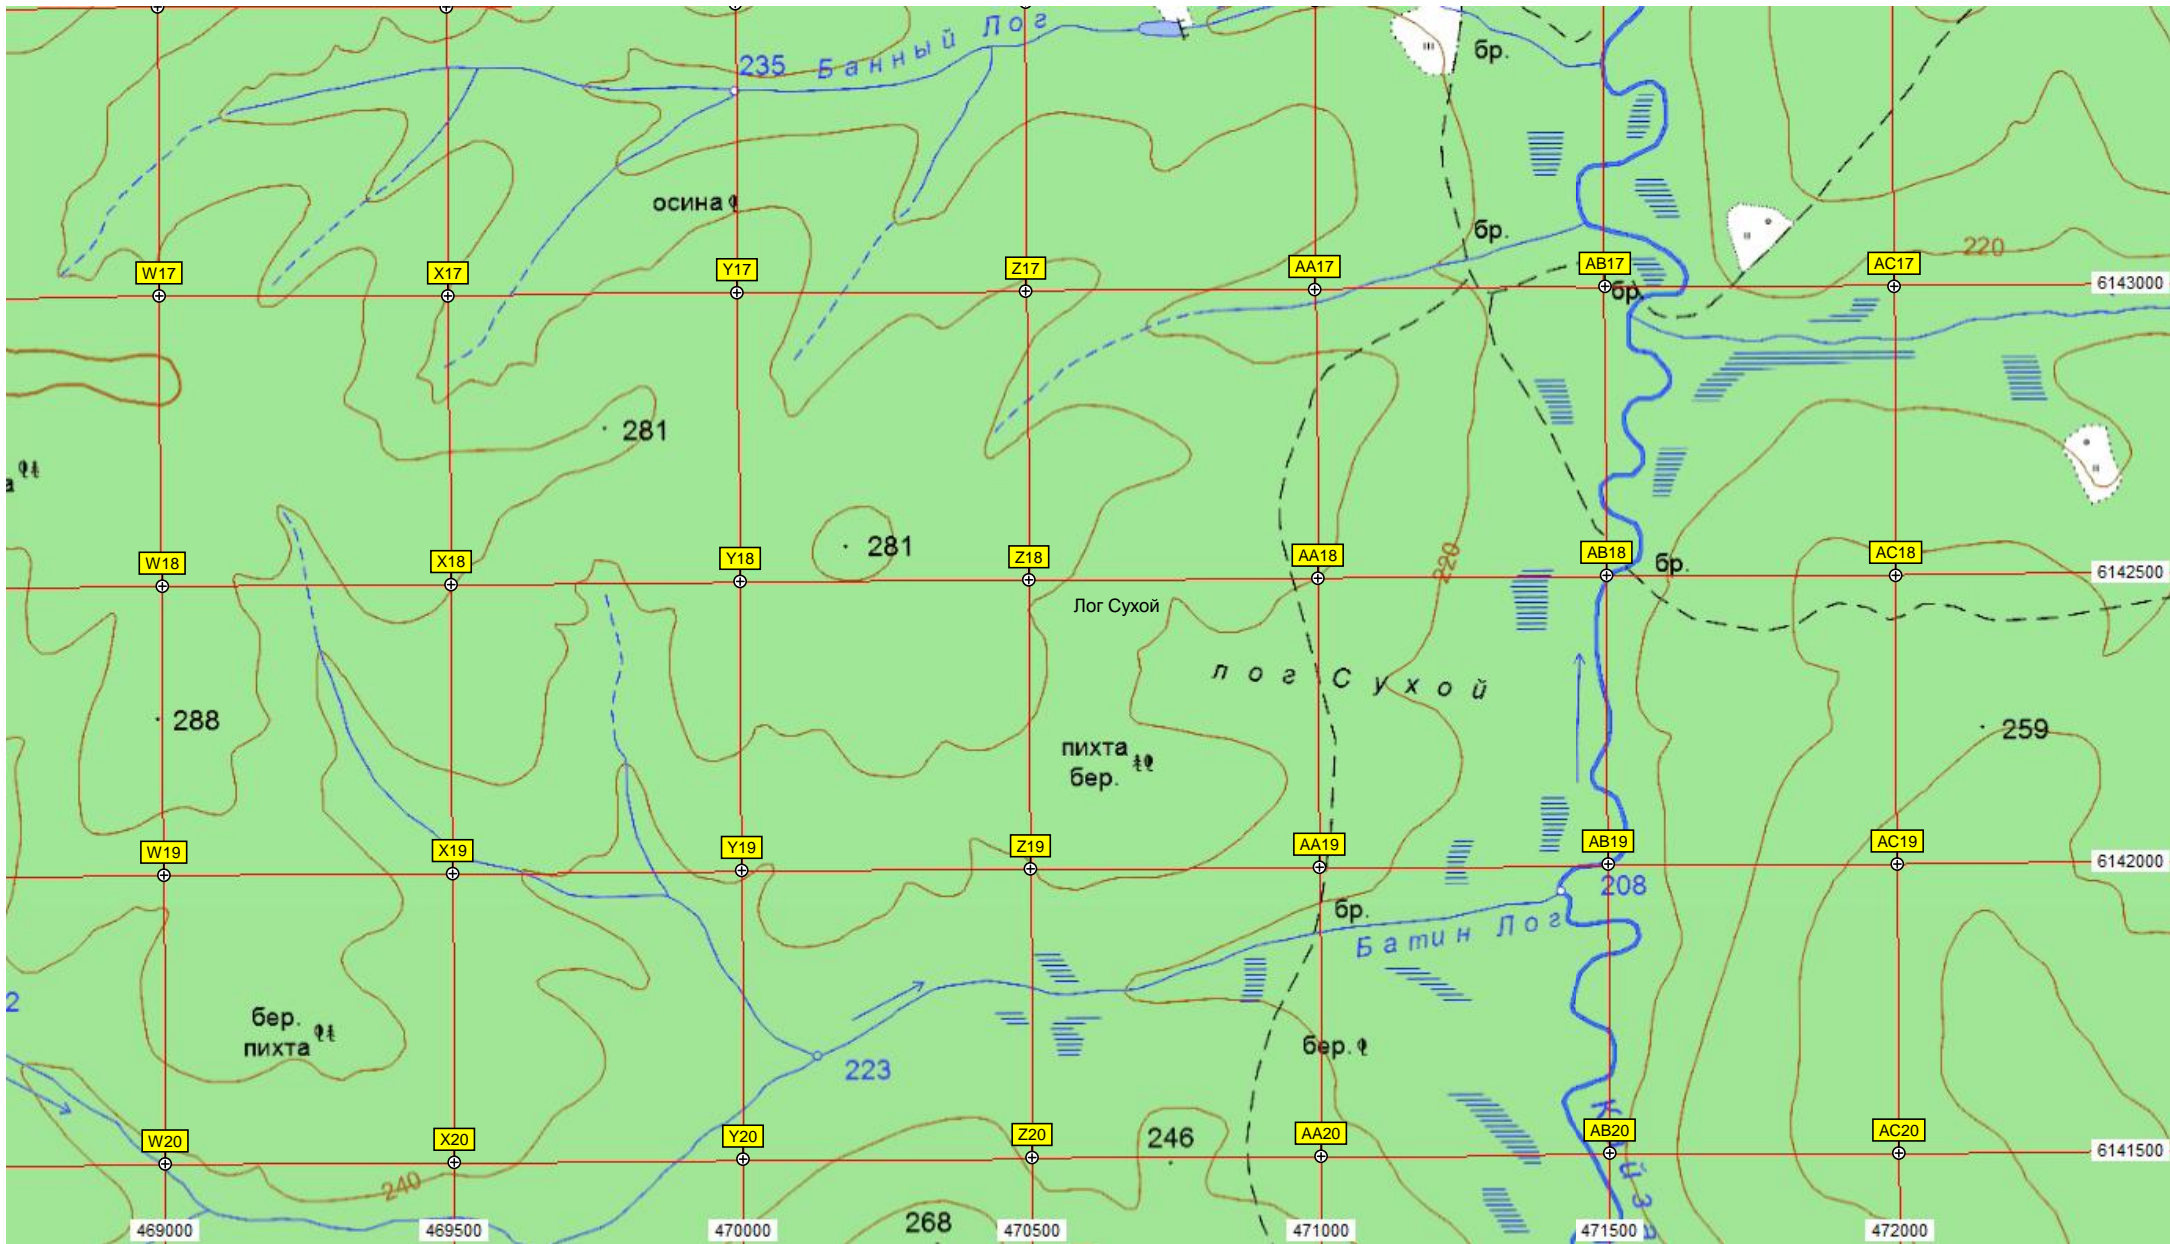 Банный Лог
235
бр.
осина
бр.
220
W17 X17 Y17 Z17 AA17 AB17 AC17
6143000
бр.
281
281
W18 X18 Y18 Z18 AA18 AB18 AC18
6142500
бр.
220
Лог Сухой
лог Сухой
288
259
пихта
бер.
W19 X19 Y19 Z19 AA19 AB19 AC19
6142000
208
бр.
Батин Лог
2
бер.
пихта
бер.
223
246
W20 X20 Y20 Z20 AA20 AB20 AC20
6141500
240
268
469000 469500 470000 470500 471000 471500 472000